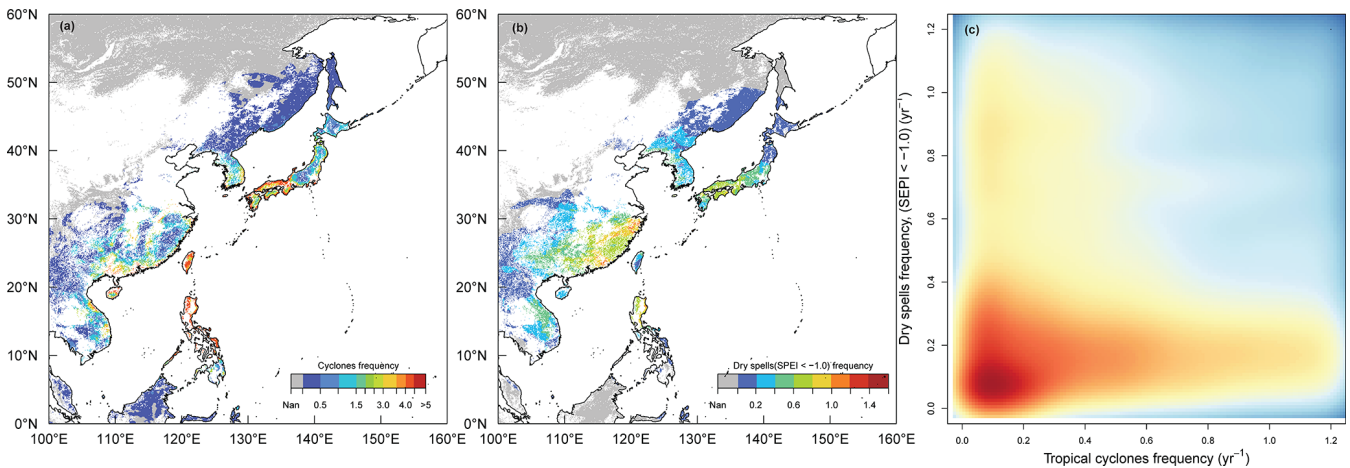 (a)
60°N
50°N
40°N
30°N
20°N
10°N
0°N
100°E 110°E 120°E 130°E 140°E 150°E 160°E
Cyclones frequency
Nan 0.5 1.5 3.0 4.0 >5
(b)
60°N
50°N
40°N
30°N
20°N
10°N
0°N
100°E 110°E 120°E 130°E 140°E 150°E 160°E
Dry spells(SPEI < −1.0) frequency
Nan 0.2 0.6 1.0 1.4
(c)
Dry spells frequency, (SEPI < −1.0) (yr⁻¹)
1.2
1.0
0.8
0.6
0.4
0.2
0.0
0.0 0.2 0.4 0.6 0.8 1.0 1.2
Tropical cyclones frequency (yr⁻¹)